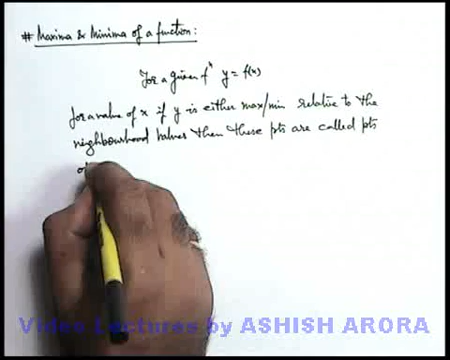 # Maxima & Minima of a function:
for a given fⁿ y = f(x)
for a value of x if y is either max/min relative to the
neighbourhood values then these pts are called pts
of
Video Lectures by ASHISH ARORA